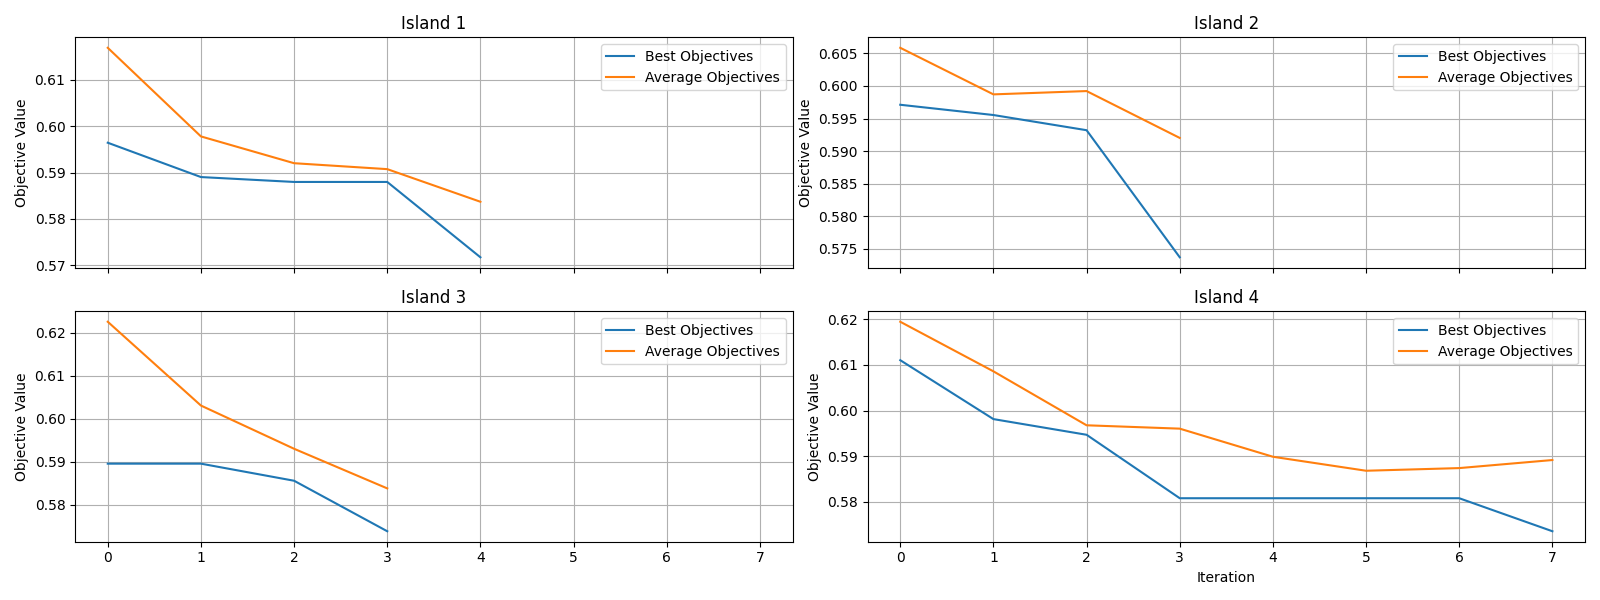 Island 1
Objective Value
0.61
0.60
0.59
0.58
0.57
Best Objectives
Average Objectives
Island 2
Objective Value
0.605
0.600
0.595
0.590
0.585
0.580
0.575
Best Objectives
Average Objectives
Island 3
Objective Value
0.62
0.61
0.60
0.59
0.58
Best Objectives
Average Objectives
0 1 2 3 4 5 6 7
Island 4
Objective Value
0.62
0.61
0.60
0.59
0.58
Best Objectives
Average Objectives
0 1 2 3 4 5 6 7
Iteration